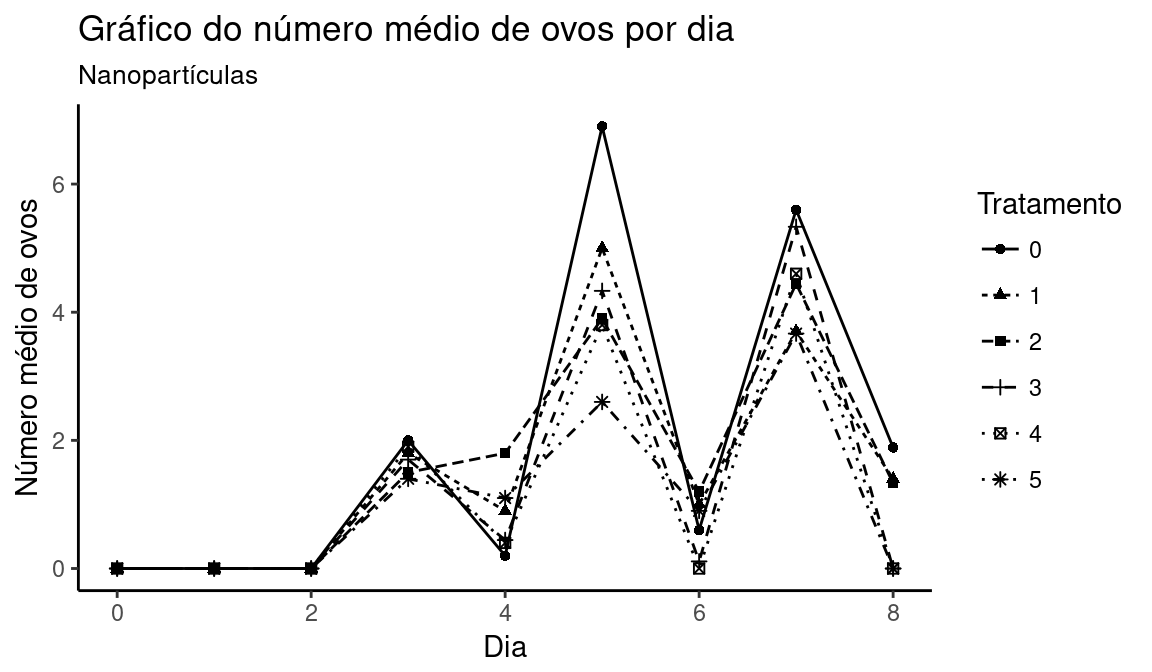 Gráfico do número médio de ovos por dia
Nanopartículas
Número médio de ovos
6
4
2
0
0 2 4 6 8
Dia
Tratamento
0
1
2
3
4
5